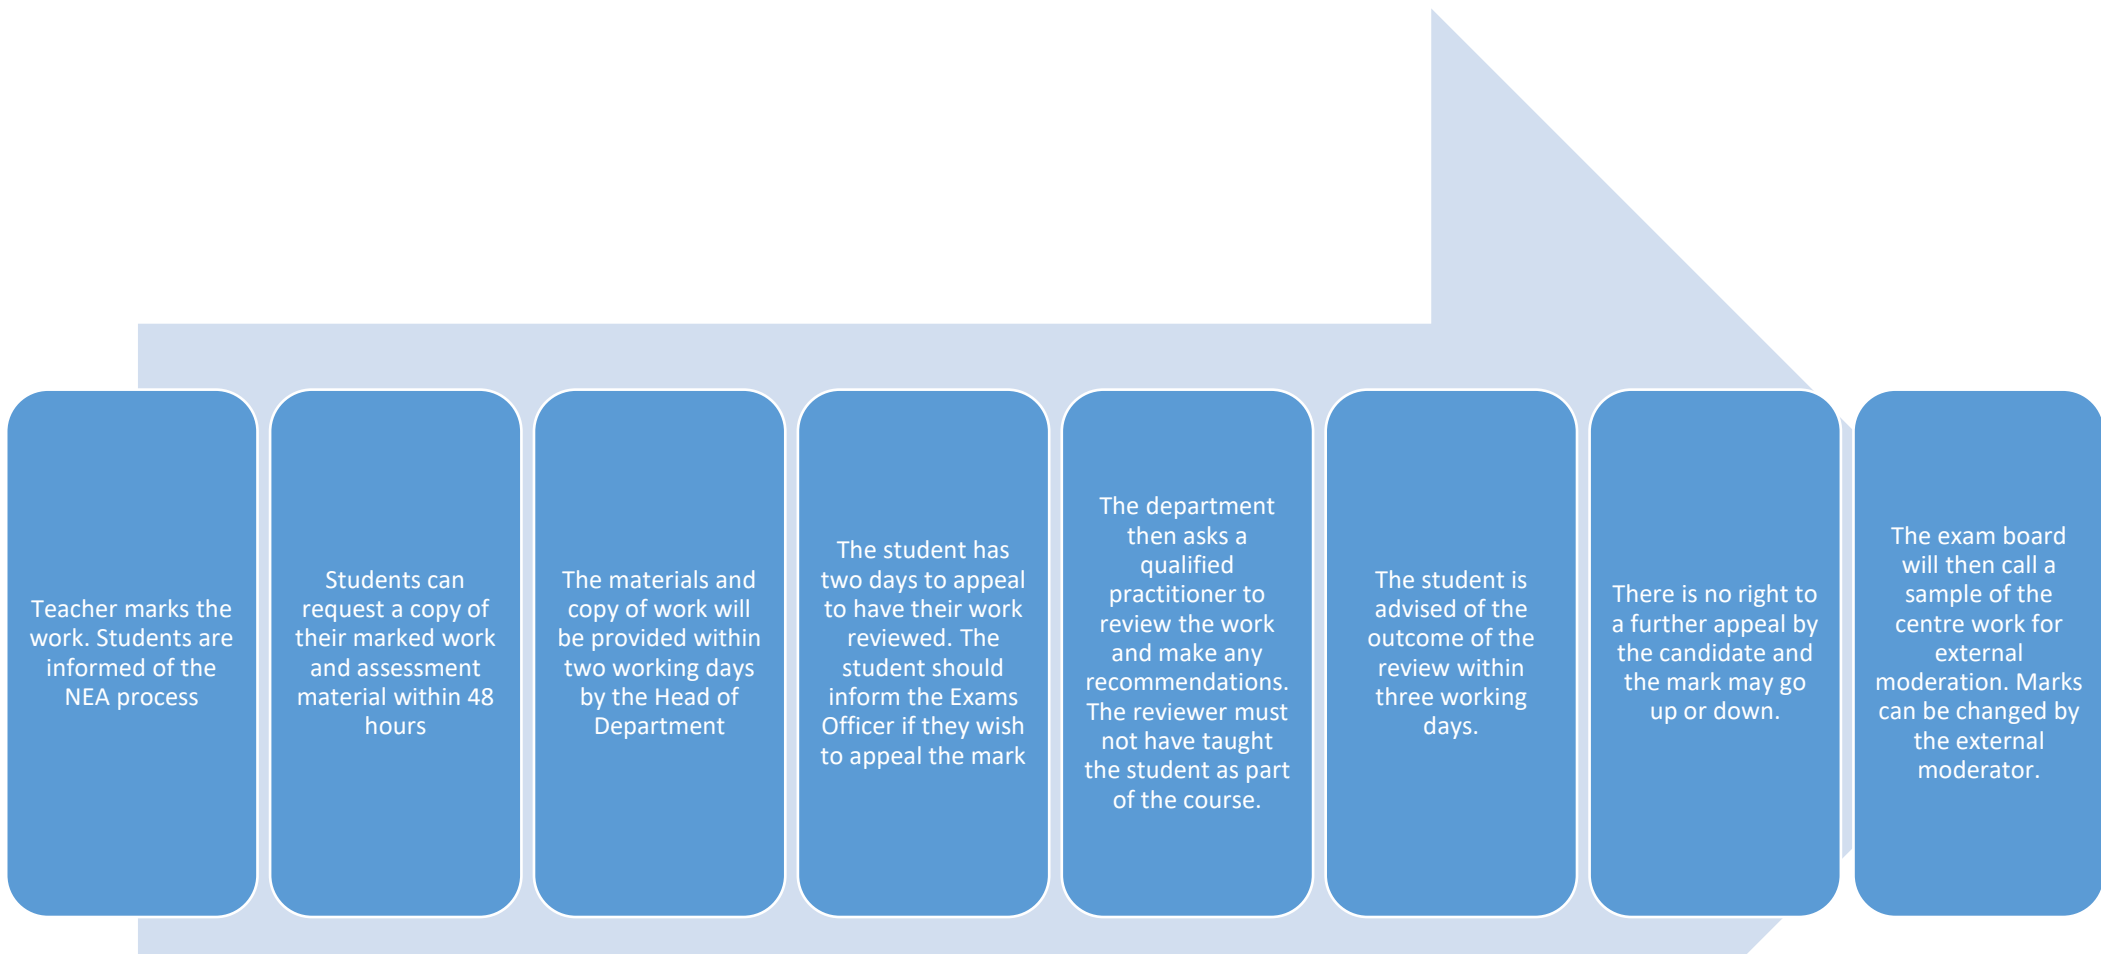 Teacher marks the
work. Students are
informed of the
NEA process
Students can
request a copy of
their marked work
and assessment
material within 48
hours
The materials and
copy of work will
be provided within
two working days
by the Head of
Department
The student has
two days to appeal
to have their work
reviewed. The
student should
inform the Exams
Officer if they wish
to appeal the mark
The department
then asks a
qualified
practitioner to
review the work
and make any
recommendations.
The reviewer must
not have taught
the student as part
of the course.
The student is
advised of the
outcome of the
review within
three working
days.
There is no right to
a further appeal by
the candidate and
the mark may go
up or down.
The exam board
will then call a
sample of the
centre work for
external
moderation. Marks
can be changed by
the external
moderator.